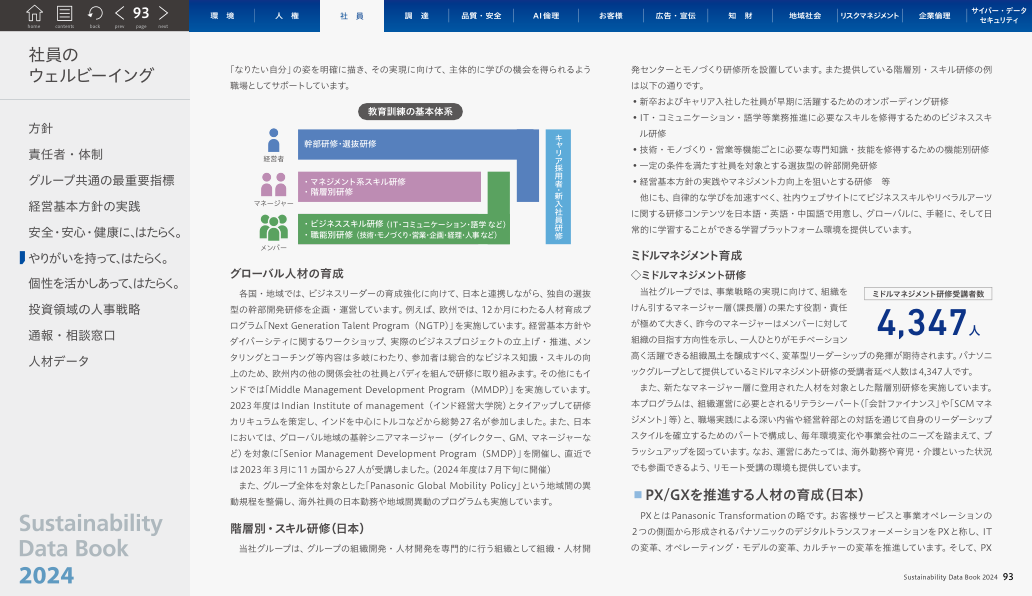 home contents back prev 93 page next
環 境 人 権 社 員 調 達 品質・安全 AI倫理 お客様 広告・宣伝 知 財 地域社会 リスクマネジメント 企業倫理 サイバー・データセキュリティ
社員の
ウェルビーイング
方針
責任者・体制
グループ共通の最重要指標
経営基本方針の実践
安全・安心・健康に、はたらく。
やりがいを持って、はたらく。
個性を活かしあって、はたらく。
投資領域の人事戦略
通報・相談窓口
人材データ
Sustainability
Data Book
2024
「なりたい自分」の姿を明確に描き、その実現に向けて、主体的に学びの機会を得られるよう
職場としてサポートしています。
教育訓練の基本体系
経営者
幹部研修・選抜研修
マネージャー
・マネジメント系スキル研修
・階層別研修
メンバー
・ビジネススキル研修（IT・コミュニケーション・語学 など）
・職能別研修（技術・モノづくり・営業・企画・経理・人事など）
キャリア採用者・新入社員研修
グローバル人材の育成
各国・地域では、ビジネスリーダーの育成強化に向けて、日本と連携しながら、独自の選抜
型の幹部開発研修を企画・運営しています。例えば、欧州では、12か月にわたる人材育成プ
ログラム「Next Generation Talent Program（NGTP）」を実施しています。経営基本方針や
ダイバーシティに関するワークショップ、実際のビジネスプロジェクトの立上げ・推進、メン
タリングとコーチング等内容は多岐にわたり、参加者は総合的なビジネス知識・スキルの向
上のため、欧州内の他の関係会社の社員とバディを組んで研修に取り組みます。その他にもイ
ンドでは「Middle Management Development Program（MMDP）」を実施しています。
2023年度はIndian Institute of management（インド経営大学院）とタイアップして研修
カリキュラムを策定し、インドを中心にトルコなどから総勢27名が参加しました。また、日本
においては、グローバル地域の基幹シニアマネージャー（ダイレクター、GM、マネージャーな
ど）を対象に「Senior Management Development Program（SMDP）」を開催し、直近で
は2023年3月に11ヵ国から27人が受講しました。（2024年度は7月下旬に開催）
また、グループ全体を対象とした「Panasonic Global Mobility Policy」という地域間の異
動規程を整備し、海外社員の日本勤務や地域間異動のプログラムも実施しています。
階層別・スキル研修（日本）
当社グループは、グループの組織開発・人材開発を専門的に行う組織として組織・人材開
発センターとモノづくり研修所を設置しています。また提供している階層別・スキル研修の例
は以下の通りです。
• 新卒およびキャリア入社した社員が早期に活躍するためのオンボーディング研修
• IT・コミュニケーション・語学等業務推進に必要なスキルを修得するためのビジネススキ
ル研修
• 技術・モノづくり・営業等機能ごとに必要な専門知識・技能を修得するための機能別研修
• 一定の条件を満たす社員を対象とする選抜型の幹部開発研修
• 経営基本方針の実践やマネジメント力向上を狙いとする研修　等
他にも、自律的な学びを加速すべく、社内ウェブサイトにてビジネススキルやリベラルアーツ
に関する研修コンテンツを日本語・英語・中国語で用意し、グローバルに、手軽に、そして日
常的に学習することができる学習プラットフォーム環境を提供しています。
ミドルマネジメント育成
◇ミドルマネジメント研修
当社グループでは、事業戦略の実現に向けて、組織を
けん引するマネージャー層（課長層）の果たす役割・責任
が極めて大きく、昨今のマネージャーはメンバーに対して
組織の目指す方向性を示し、一人ひとりがモチベーション
高く活躍できる組織風土を醸成すべく、変革型リーダーシップの発揮が期待されます。パナソニ
ックグループとして提供しているミドルマネジメント研修の受講者延べ人数は4,347人です。
ミドルマネジメント研修受講者数
4,347人
また、新たなマネージャー層に登用された人材を対象とした階層別研修を実施しています。
本プログラムは、組織運営に必要とされるリテラシーパート（「会計ファイナンス」や「SCMマネ
ジメント」等）と、職場実践による深い内省や経営幹部との対話を通じて自身のリーダーシップ
スタイルを確立するためのパートで構成し、毎年環境変化や事業会社のニーズを踏まえて、ブ
ラッシュアップを図っています。なお、運営にあたっては、海外勤務や育児・介護といった状況
でも参画できるよう、リモート受講の環境も提供しています。
■ PX/GXを推進する人材の育成（日本）
PXとはPanasonic Transformationの略です。お客様サービスと事業オペレーションの
2つの側面から形成されるパナソニックのデジタルトランスフォーメーションをPXと称し、IT
の変革、オペレーティング・モデルの変革、カルチャーの変革を推進しています。そして、PX
Sustainability Data Book 2024 93